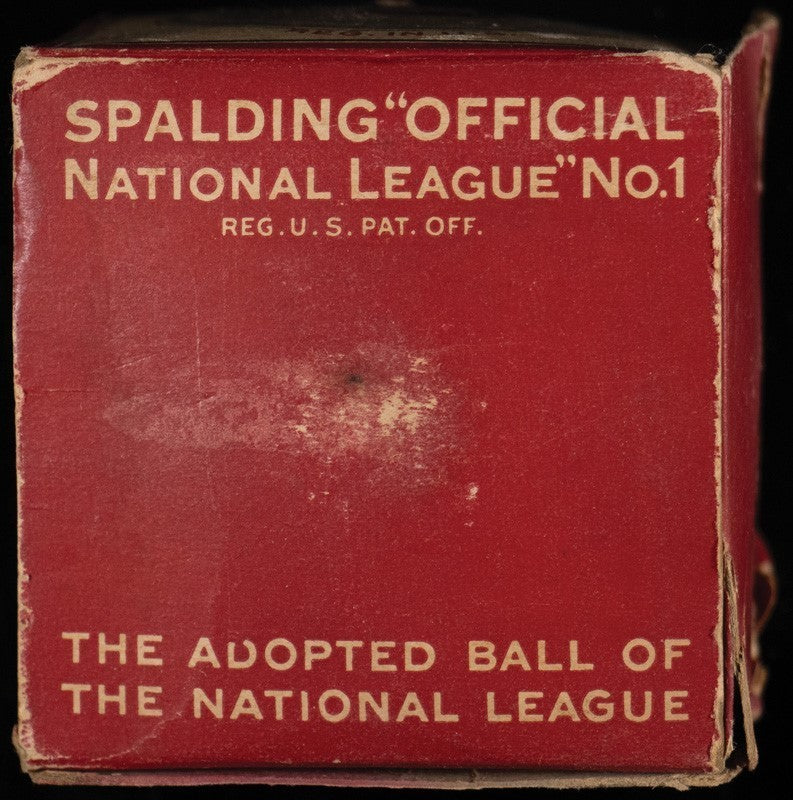 SPALDING "OFFICIAL
NATIONAL LEAGUE" No.1
REG. U.S. PAT. OFF.
THE ADOPTED BALL OF
THE NATIONAL LEAGUE